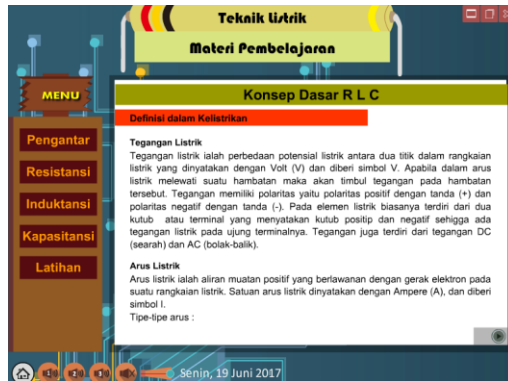 Teknik Listrik
Materi Pembelajaran
MENU
Pengantar
Resistansi
Induktansi
Kapasitansi
Latihan
Konsep Dasar R L C
Definisi dalam Kelistrikan
Tegangan Listrik
Tegangan listrik ialah perbedaan potensial listrik antara dua titik dalam rangkaian
listrik yang dinyatakan dengan Volt (V) dan diberi simbol V. Apabila dalam arus
listrik melewati suatu hambatan maka akan timbul tegangan pada hambatan
tersebut. Tegangan memiliki polaritas yaitu polaritas positif dengan tanda (+) dan
polaritas negatif dengan tanda (-). Pada elemen listrik biasanya terdiri dari dua
kutub atau terminal yang menyatakan kutub positip dan negatif sehigga ada
tegangan listrik pada ujung terminalnya. Tegangan juga terdiri dari tegangan DC
(searah) dan AC (bolak-balik).
Arus Listrik
Arus listrik ialah aliran muatan positif yang berlawanan dengan gerak elektron pada
suatu rangkaian listrik. Satuan arus listrik dinyatakan dengan Ampere (A), dan diberi
simbol I.
Tipe-tipe arus :
1
2
3
Senin, 19 Juni 2017